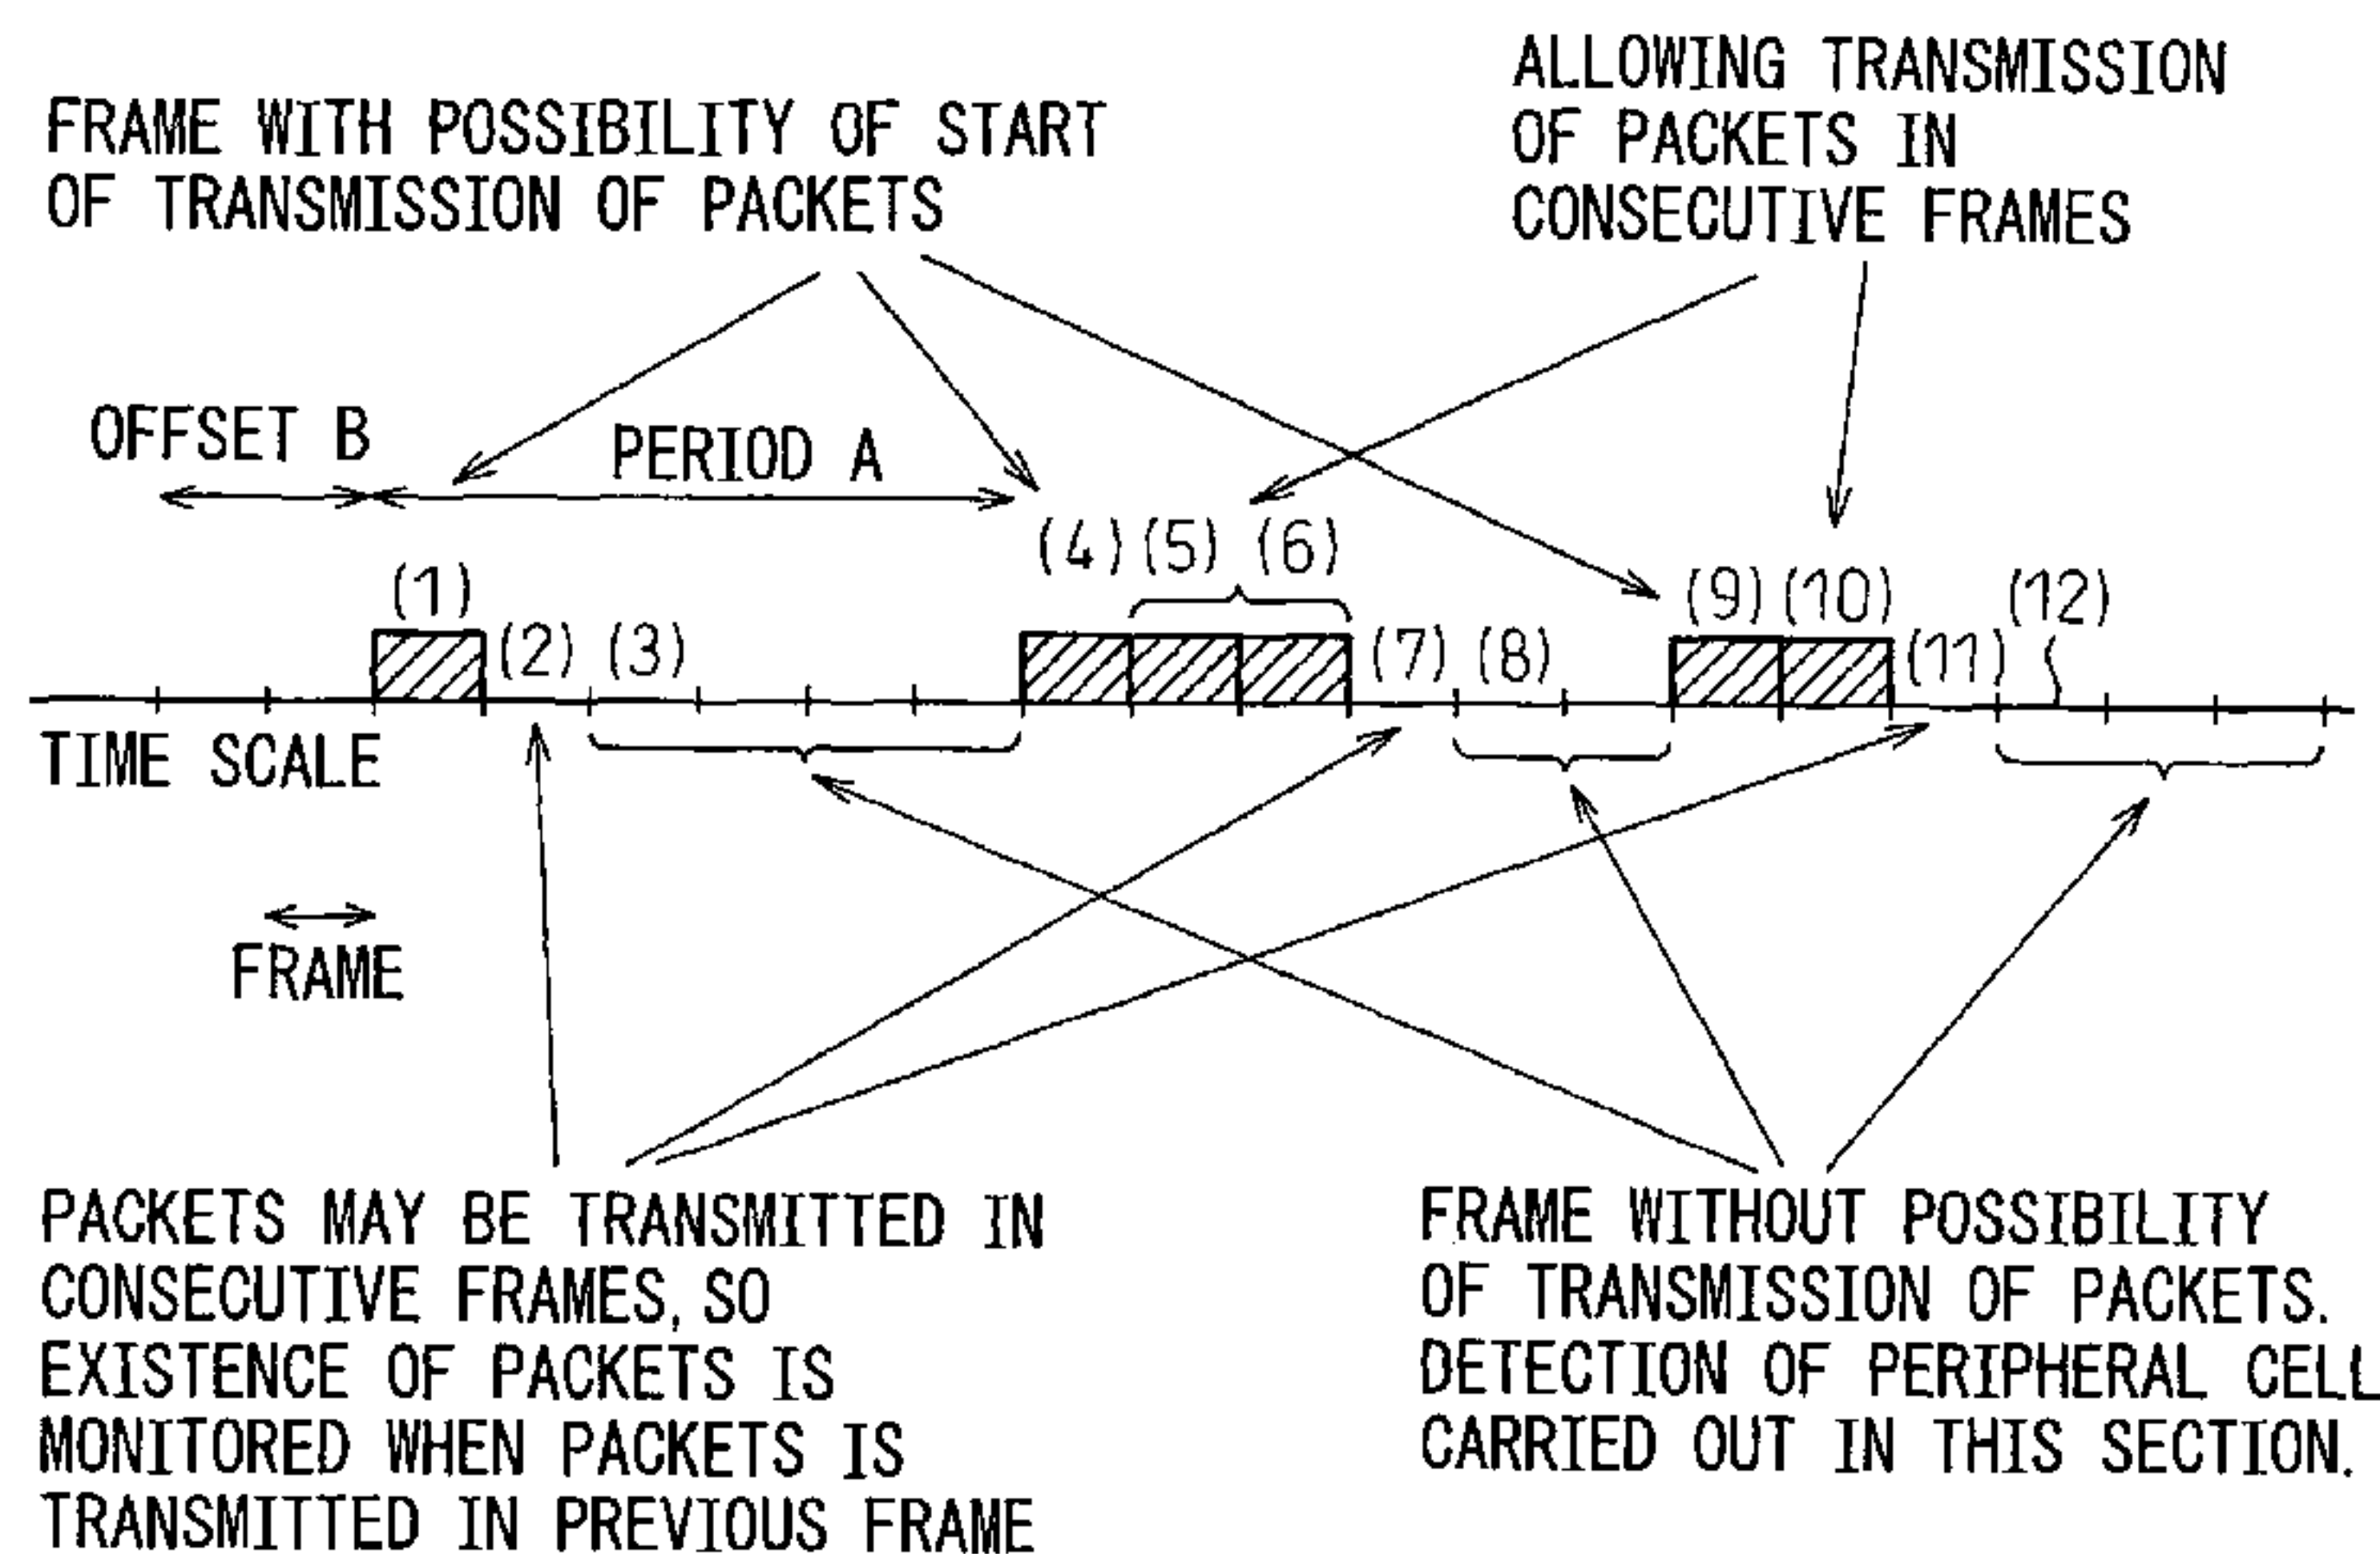 FRAME WITH POSSIBILITY OF START
OF TRANSMISSION OF PACKETS
ALLOWING TRANSMISSION
OF PACKETS IN
CONSECUTIVE FRAMES
OFFSET B
PERIOD A
(1)
(2)
(3)
(4)
(5)
(6)
(7)
(8)
(9)
(10)
(11)
(12)
TIME SCALE
FRAME
PACKETS MAY BE TRANSMITTED IN
CONSECUTIVE FRAMES, SO
EXISTENCE OF PACKETS IS
MONITORED WHEN PACKETS IS
TRANSMITTED IN PREVIOUS FRAME
FRAME WITHOUT POSSIBILITY
OF TRANSMISSION OF PACKETS.
DETECTION OF PERIPHERAL CELL
CARRIED OUT IN THIS SECTION.